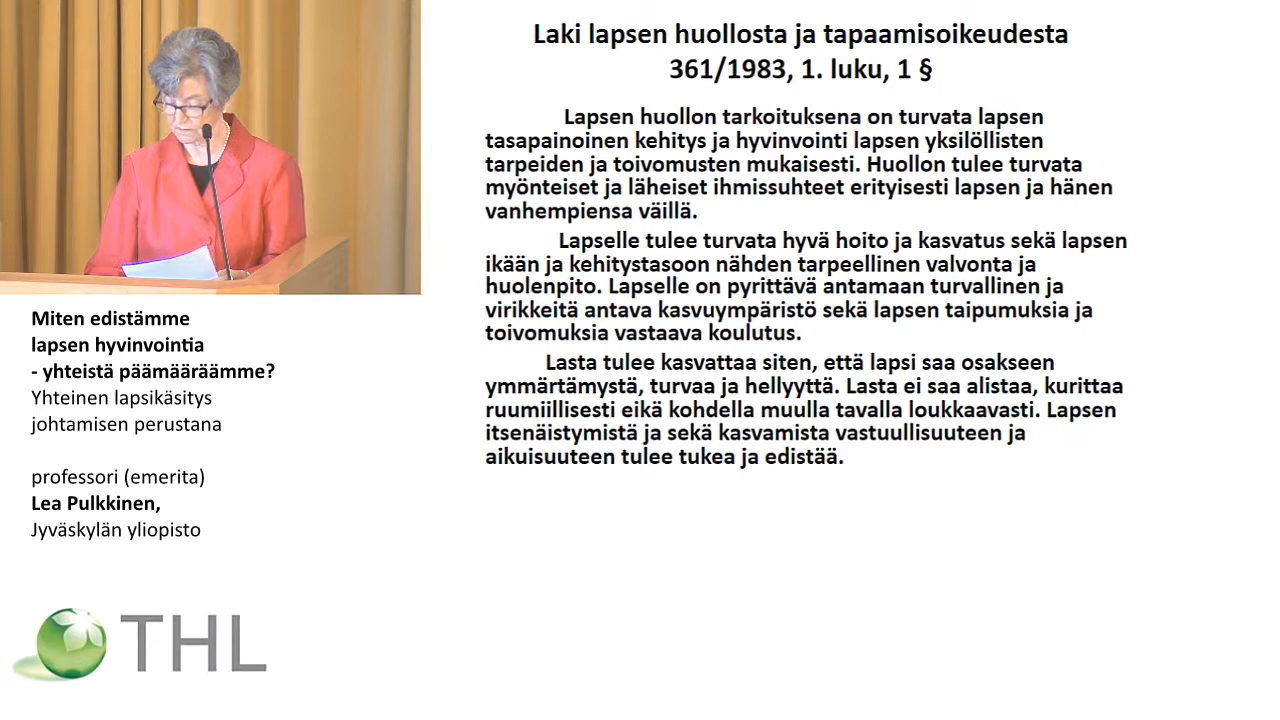 Laki lapsen huollosta ja tapaamisoikeudesta
361/1983, 1. luku, 1 §
Lapsen huollon tarkoituksena on turvata lapsen
tasapainoinen kehitys ja hyvinvointi lapsen yksilöllisten
tarpeiden ja toivomusten mukaisesti. Huollon tulee turvata
myönteiset ja läheiset ihmissuhteet erityisesti lapsen ja hänen
vanhempiensa väillä.
Lapselle tulee turvata hyvä hoito ja kasvatus sekä lapsen
ikään ja kehitystasoon nähden tarpeellinen valvonta ja
huolenpito. Lapselle on pyrittävä antamaan turvallinen ja
virikkeitä antava kasvuympäristö sekä lapsen taipumuksia ja
toivomuksia vastaava koulutus.
Lasta tulee kasvattaa siten, että lapsi saa osakseen
ymmärtämystä, turvaa ja hellyyttä. Lasta ei saa alistaa, kurittaa
ruumiillisesti eikä kohdella muulla tavalla loukkaavasti. Lapsen
itsenäistymistä ja sekä kasvamista vastuullisuuteen ja
aikuisuuteen tulee tukea ja edistää.
Miten edistämme
lapsen hyvinvointia
- yhteistä päämääräämme?
Yhteinen lapsikäsitys
johtamisen perustana
professori (emerita)
Lea Pulkkinen,
Jyväskylän yliopisto
THL